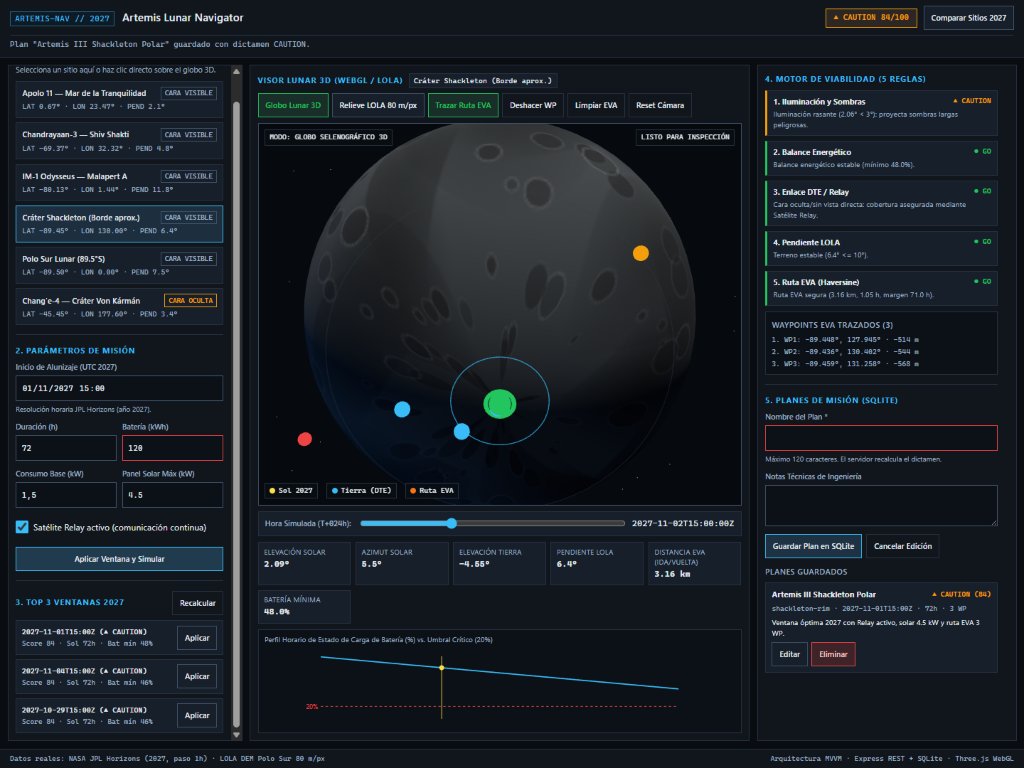 ARTEMIS-NAV // 2027
Artemis Lunar Navigator
▲ CAUTION 84/100
Comparar Sitios 2027
Plan "Artemis III Shackleton Polar" guardado con dictamen CAUTION.
Selecciona un sitio aquí o haz clic directo sobre el globo 3D.
Apolo 11 — Mar de la Tranquilidad
CARA VISIBLE
LAT 0.67° · LON 23.47° · PEND 2.1°
Chandrayaan-3 — Shiv Shakti
CARA VISIBLE
LAT -69.37° · LON 32.32° · PEND 4.8°
IM-1 Odysseus — Malapert A
CARA VISIBLE
LAT -80.13° · LON 1.44° · PEND 11.8°
Cráter Shackleton (Borde aprox.)
CARA VISIBLE
LAT -89.45° · LON 130.00° · PEND 6.4°
Polo Sur Lunar (89.5°S)
CARA VISIBLE
LAT -89.50° · LON 0.00° · PEND 7.5°
Chang'e-4 — Cráter Von Kármán
CARA OCULTA
LAT -45.45° · LON 177.60° · PEND 3.4°
2. PARÁMETROS DE MISIÓN
Inicio de Alunizaje (UTC 2027)
01/11/2027 15:00
Resolución horaria JPL Horizons (año 2027).
Duración (h)
Batería (kWh)
72
120
Consumo Base (kW)
Panel Solar Máx (kW)
1,5
4.5
Satélite Relay activo (comunicación continua)
Aplicar Ventana y Simular
3. TOP 3 VENTANAS 2027
Recalcular
2027-11-01T15:00Z (▲ CAUTION)
Score 84 · Sol 72h · Bat mín 48%
Aplicar
2027-11-04T15:00Z (▲ CAUTION)
Score 84 · Sol 72h · Bat mín 46%
Aplicar
2027-10-29T15:00Z (▲ CAUTION)
Score 84 · Sol 72h · Bat mín 46%
Aplicar
VISOR LUNAR 3D (WEBGL / LOLA)
Cráter Shackleton (Borde aprox.)
Globo Lunar 3D
Relieve LOLA 80 m/px
Trazar Ruta EVA
Deshacer WP
Limpiar EVA
Reset Cámara
MODO: GLOBO SELENOGRÁFICO 3D
LISTO PARA INSPECCIÓN
Sol 2027
Tierra (DTE)
Ruta EVA
Hora Simulada (T+024h):
2027-11-02T15:00:00Z
ELEVACIÓN SOLAR
2.09°
AZIMUT SOLAR
5.5°
ELEVACIÓN TIERRA
-4.55°
PENDIENTE LOLA
6.4°
DISTANCIA EVA (IDA/VUELTA)
3.16 km
BATERÍA MÍNIMA
48.0%
Perfil Horario de Estado de Carga de Batería (%) vs. Umbral Crítico (20%)
20%
4. MOTOR DE VIABILIDAD (5 REGLAS)
1. Iluminación y Sombras
▲ CAUTION
Iluminación rasante (2.06° < 3°): proyecta sombras largas
peligrosas.
2. Balance Energético
● GO
Balance energético estable (mínimo 48.0%).
3. Enlace DTE / Relay
● GO
Cara oculta/sin vista directa: cobertura asegurada mediante
Satélite Relay.
4. Pendiente LOLA
● GO
Terreno estable (6.4° <= 10°).
5. Ruta EVA (Haversine)
● GO
Ruta EVA segura (3.16 km, 1.05 h, margen 71.0 h).
WAYPOINTS EVA TRAZADOS (3)
1. WP1: -89.448°, 127.945° · -514 m
2. WP2: -89.436°, 130.402° · -544 m
3. WP3: -89.459°, 131.258° · -568 m
5. PLANES DE MISIÓN (SQLITE)
Nombre del Plan *
Máximo 120 caracteres. El servidor recalcula el dictamen.
Notas Técnicas de Ingeniería
Guardar Plan en SQLite
Cancelar Edición
PLANES GUARDADOS
Artemis III Shackleton Polar
▲ CAUTION (84)
shackleton-rim · 2027-11-01T15:00Z · 72h · 3 WP
Ventana óptima 2027 con Relay activo, solar 4.5 kW y ruta EVA 3
WP.
Editar
Eliminar
Datos reales: NASA JPL Horizons (2027, paso 1h) · LOLA DEM Polo Sur 80 m/px
Arquitectura MVVM · Express REST + SQLite · Three.js WebGL